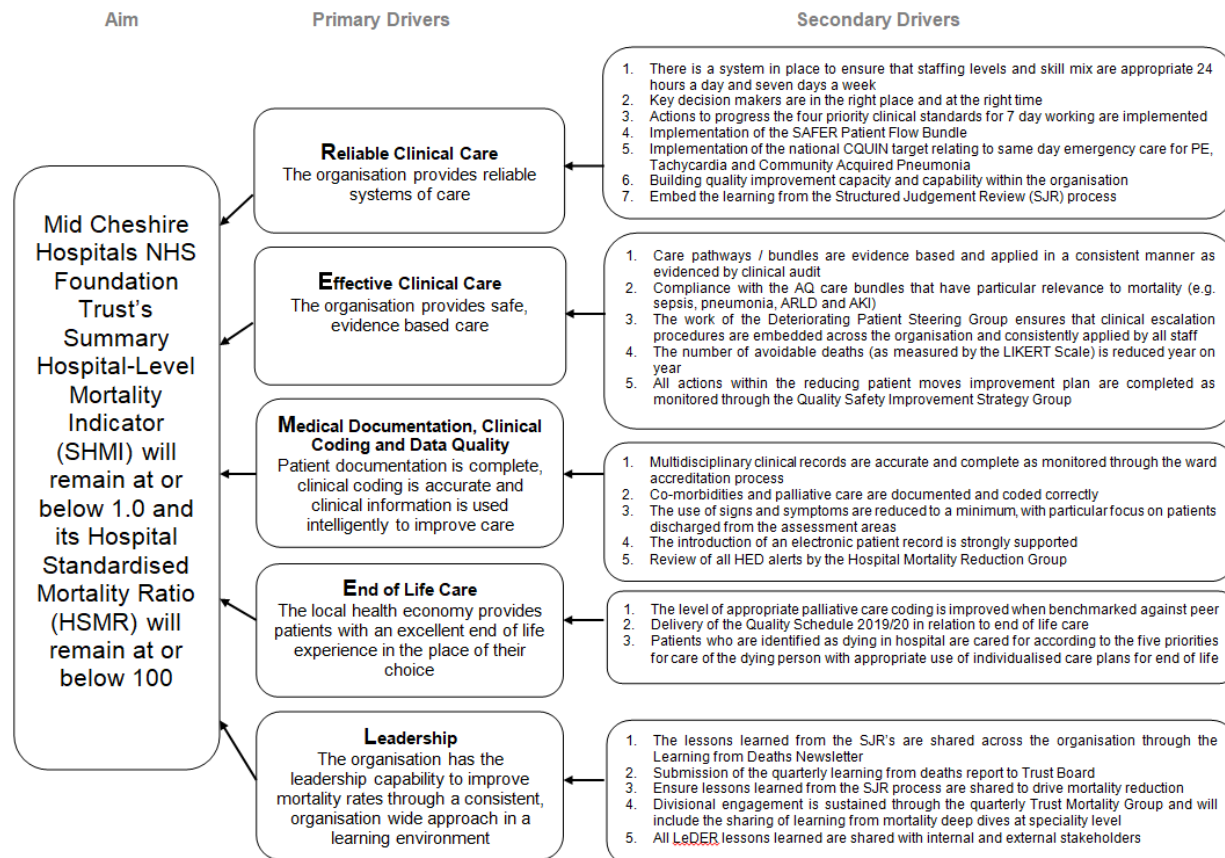 Aim
Primary Drivers
Secondary Drivers
Mid Cheshire
Hospitals NHS
Foundation
Trust's
Summary
Hospital-Level
Mortality
Indicator
(SHMI) will
remain at or
below 1.0 and
its Hospital
Standardised
Mortality Ratio
(HSMR) will
remain at or
below 100
Reliable Clinical Care
The organisation provides reliable
systems of care
1. There is a system in place to ensure that staffing levels and skill mix are appropriate 24
hours a day and seven days a week
2. Key decision makers are in the right place and at the right time
3. Actions to progress the four priority clinical standards for 7 day working are implemented
4. Implementation of the SAFER Patient Flow Bundle
5. Implementation of the national CQUIN target relating to same day emergency care for PE,
Tachycardia and Community Acquired Pneumonia
6. Building quality improvement capacity and capability within the organisation
7. Embed the learning from the Structured Judgement Review (SJR) process
Effective Clinical Care
The organisation provides safe,
evidence based care
1. Care pathways / bundles are evidence based and applied in a consistent manner as
evidenced by clinical audit
2. Compliance with the AQ care bundles that have particular relevance to mortality (e.g.
sepsis, pneumonia, ARLD and AKI)
3. The work of the Deteriorating Patient Steering Group ensures that clinical escalation
procedures are embedded across the organisation and consistently applied by all staff
4. The number of avoidable deaths (as measured by the LIKERT Scale) is reduced year on
year
5. All actions within the reducing patient moves improvement plan are completed as
monitored through the Quality Safety Improvement Strategy Group
Medical Documentation, Clinical
Coding and Data Quality
Patient documentation is complete,
clinical coding is accurate and
clinical information is used
intelligently to improve care
1. Multidisciplinary clinical records are accurate and complete as monitored through the ward
accreditation process
2. Co-morbidities and palliative care are documented and coded correctly
3. The use of signs and symptoms are reduced to a minimum, with particular focus on patients
discharged from the assessment areas
4. The introduction of an electronic patient record is strongly supported
5. Review of all HED alerts by the Hospital Mortality Reduction Group
End of Life Care
The local health economy provides
patients with an excellent end of life
experience in the place of their
choice
1. The level of appropriate palliative care coding is improved when benchmarked against peer
2. Delivery of the Quality Schedule 2019/20 in relation to end of life care
3. Patients who are identified as dying in hospital are cared for according to the five priorities
for care of the dying person with appropriate use of individualised care plans for end of life
Leadership
The organisation has the
leadership capability to improve
mortality rates through a consistent,
organisation wide approach in a
learning environment
1. The lessons learned from the SJR's are shared across the organisation through the
Learning from Deaths Newsletter
2. Submission of the quarterly learning from deaths report to Trust Board
3. Ensure lessons learned from the SJR process are shared to drive mortality reduction
4. Divisional engagement is sustained through the quarterly Trust Mortality Group and will
include the sharing of learning from mortality deep dives at speciality level
5. All LeDER lessons learned are shared with internal and external stakeholders